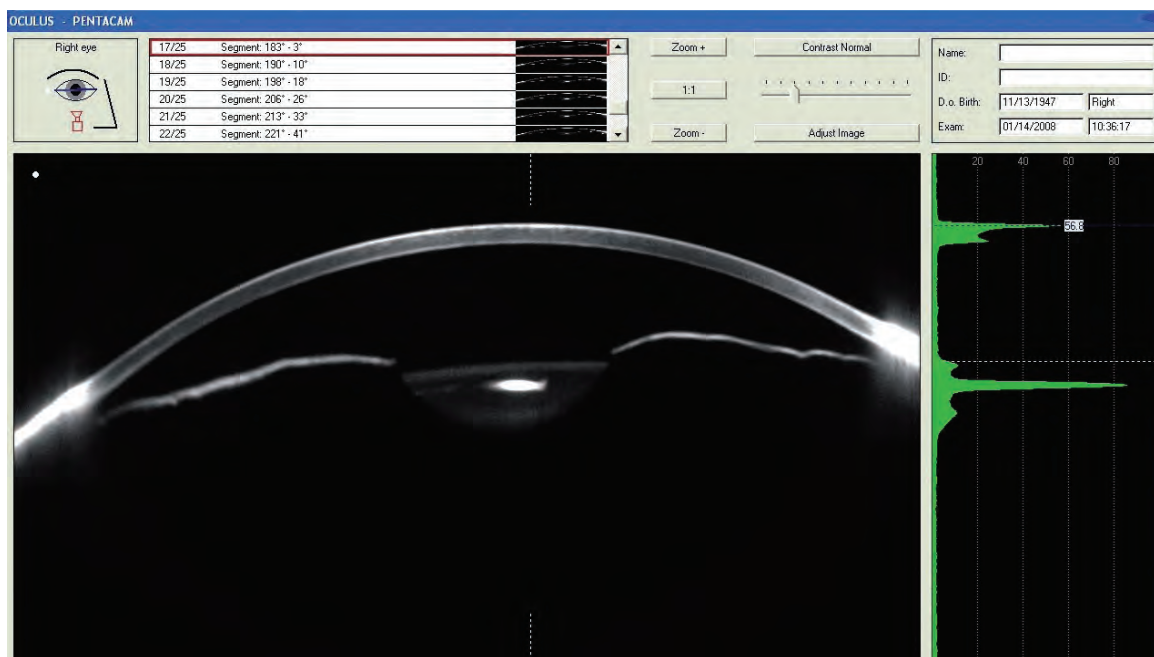 OCULUS - PENTACAM
Right eye
17/25 Segment: 183° - 3°
18/25 Segment: 190° - 10°
19/25 Segment: 198° - 18°
20/25 Segment: 206° - 26°
21/25 Segment: 213° - 33°
22/25 Segment: 221° - 41°
Zoom +
1:1
Zoom -
Contrast Normal
Adjust Image
Name:
ID:
D.o. Birth: 11/13/1947 Right
Exam: 01/14/2008 10:36:17
20 40 60 80
56.8